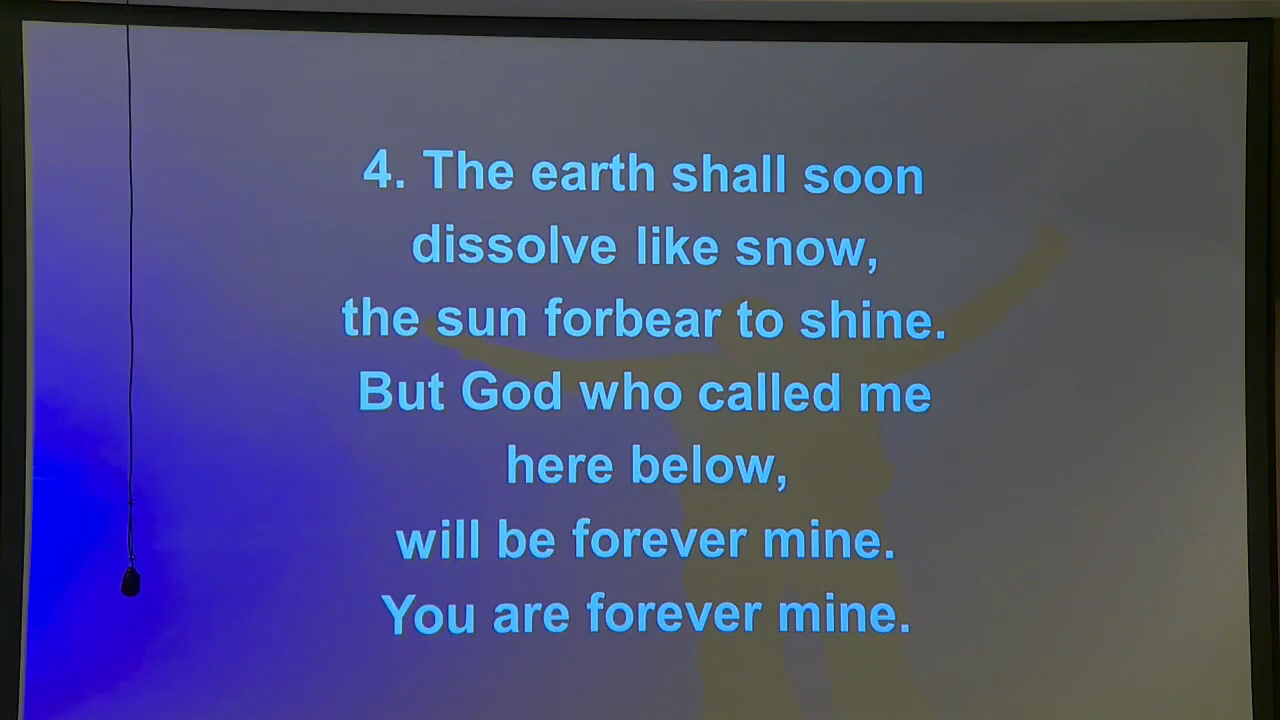 4. The earth shall soon
dissolve like snow,
the sun forbear to shine.
But God who called me
here below,
will be forever mine.
You are forever mine.